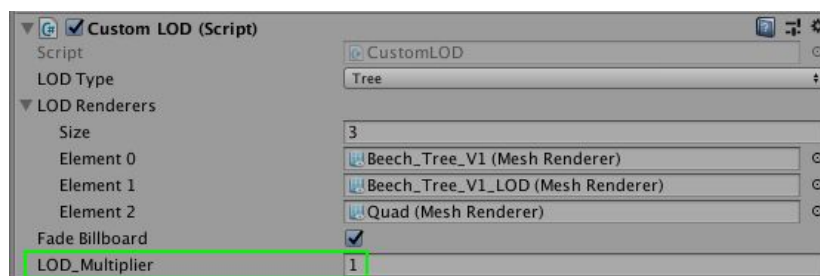 Custom LOD (Script)
Script CustomLOD
LOD Type Tree
LOD Renderers
Size 3
Element 0 Beech_Tree_V1 (Mesh Renderer)
Element 1 Beech_Tree_V1_LOD (Mesh Renderer)
Element 2 Quad (Mesh Renderer)
Fade Billboard
LOD_Multiplier 1